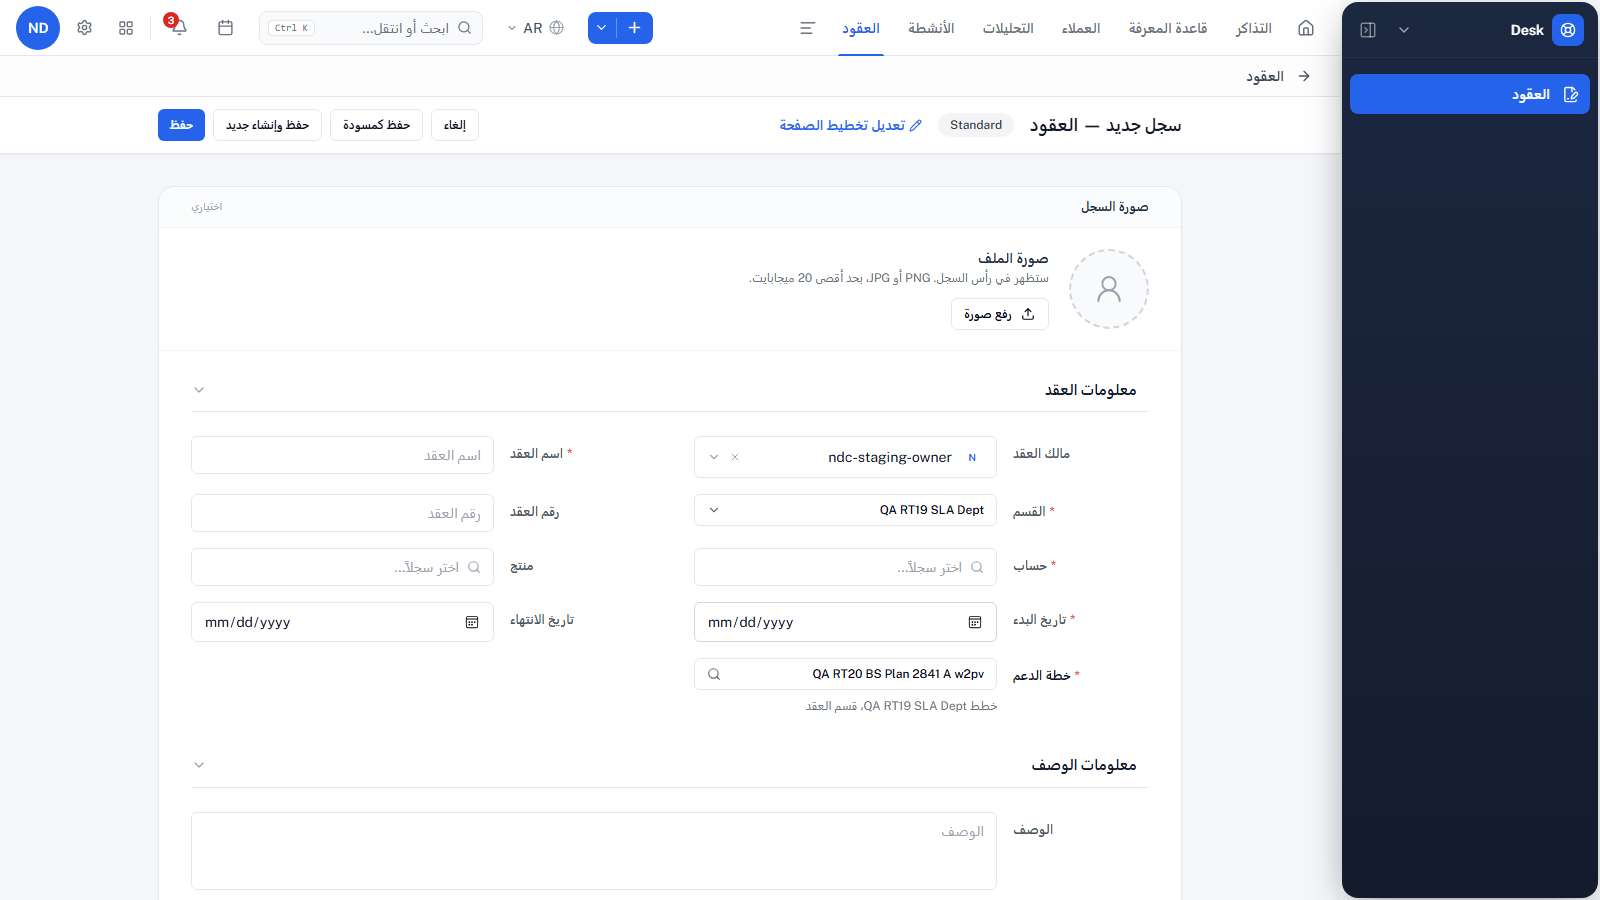 Desk
العقود
التذاكر
قاعدة المعرفة
العملاء
التحليلات
الأنشطة
العقود
AR
ابحث أو انتقل...
Ctrl K
3
ND
العقود
سجل جديد — العقود
Standard
تعديل تخطيط الصفحة
إلغاء
حفظ كمسودة
حفظ وإنشاء جديد
حفظ
صورة السجل
اختياري
صورة الملف
ستظهر في رأس السجل. PNG أو JPG، بحد أقصى 20 ميجابايت.
رفع صورة
معلومات العقد
مالك العقد
N ndc-staging-owner
* اسم العقد
اسم العقد
* القسم
QA RT19 SLA Dept
رقم العقد
رقم العقد
* حساب
اختر سجلاً...
منتج
اختر سجلاً...
* تاريخ البدء
mm/dd/yyyy
تاريخ الانتهاء
mm/dd/yyyy
* خطة الدعم
QA RT20 BS Plan 2841 A w2pv
خطط QA RT19 SLA Dept، قسم العقد
معلومات الوصف
الوصف
الوصف